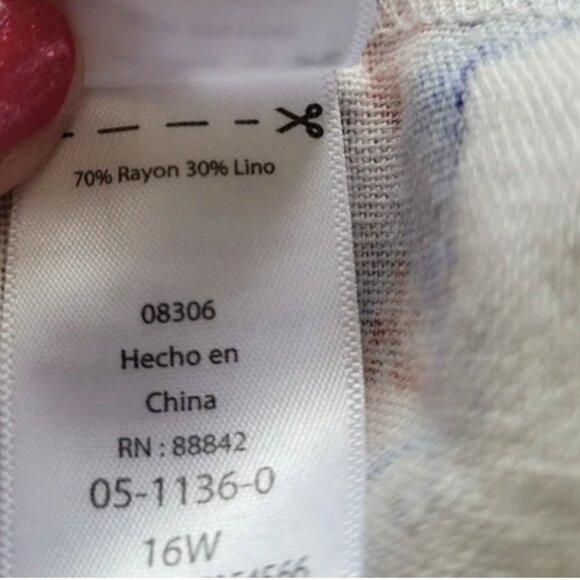 70% Rayon 30% Lino
08306
Hecho en
China
RN : 88842
05-1136-0
16W